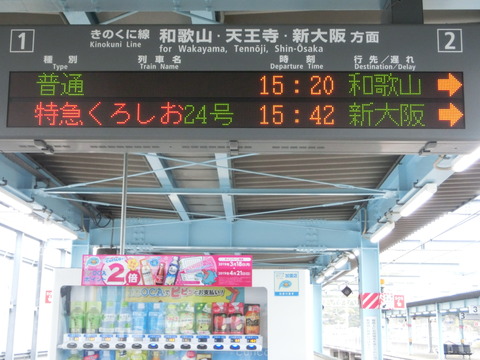 1
きのくに線
Kinokuni Line
和歌山・天王寺・新大阪 方面
for Wakayama, Tennōji, Shin-Ōsaka
2
種別 列車名 時刻 行先/遅れ
Type Train Name Departure Time Destination/Delay
普通 15:20 和歌山
特急くろしお24号 15:42 新大阪
2倍
3